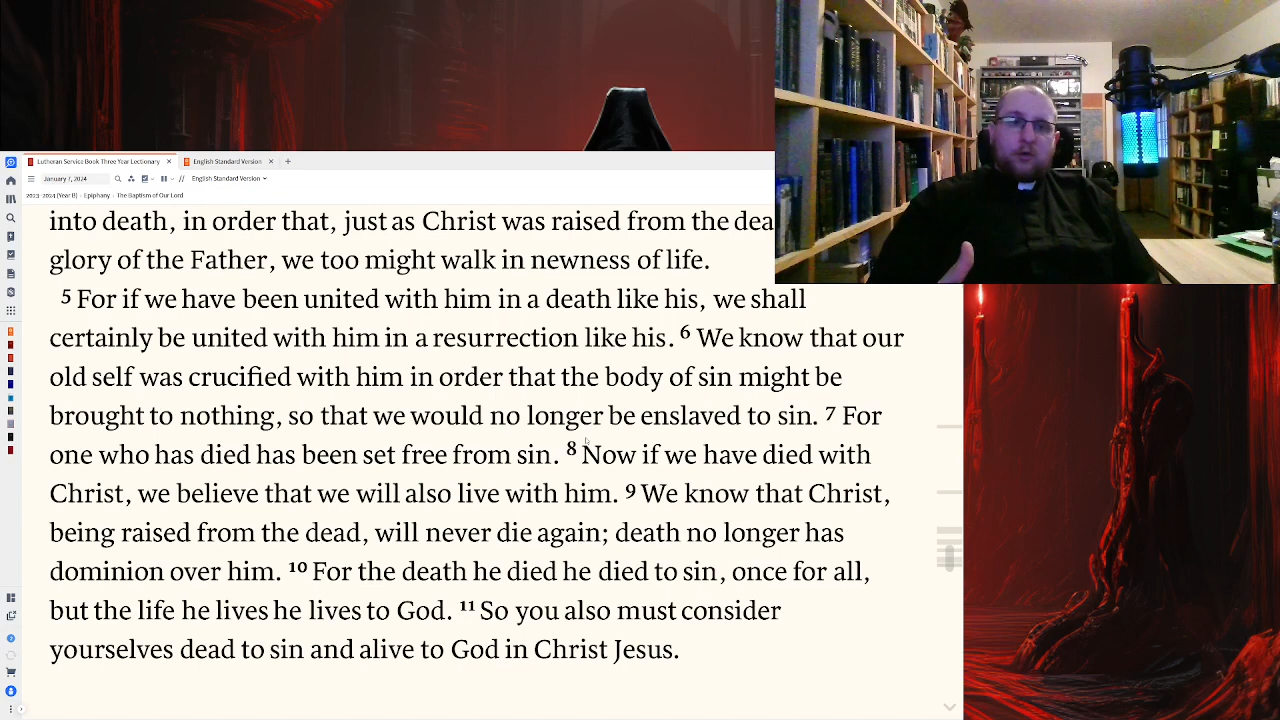 Lutheran Service Book Three Year Lectionary
English Standard Version
January 7, 2024
English Standard Version
2023-2024 (Year B) › Epiphany › The Baptism of Our Lord
into death, in order that, just as Christ was raised from the dea
glory of the Father, we too might walk in newness of life.
5 For if we have been united with him in a death like his, we shall
certainly be united with him in a resurrection like his. 6 We know that our
old self was crucified with him in order that the body of sin might be
brought to nothing, so that we would no longer be enslaved to sin. 7 For
one who has died has been set free from sin. 8 Now if we have died with
Christ, we believe that we will also live with him. 9 We know that Christ,
being raised from the dead, will never die again; death no longer has
dominion over him. 10 For the death he died he died to sin, once for all,
but the life he lives he lives to God. 11 So you also must consider
yourselves dead to sin and alive to God in Christ Jesus.